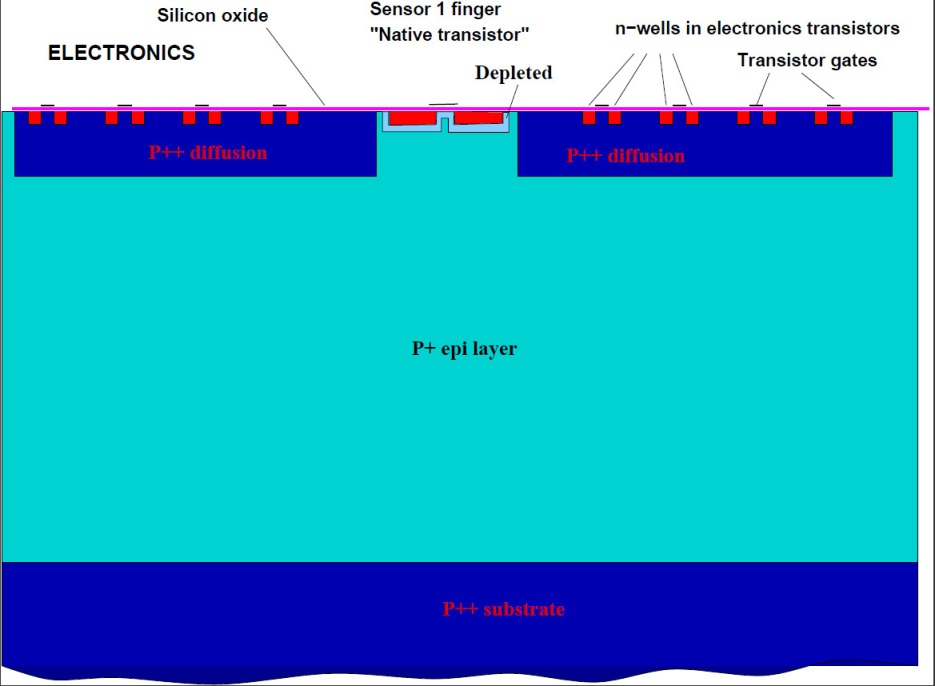 Silicon oxide
Sensor 1 finger
"Native transistor"
n-wells in electronics transistors
ELECTRONICS
Transistor gates
Depleted
P++ diffusion
P++ diffusion
P+ epi layer
P++ substrate